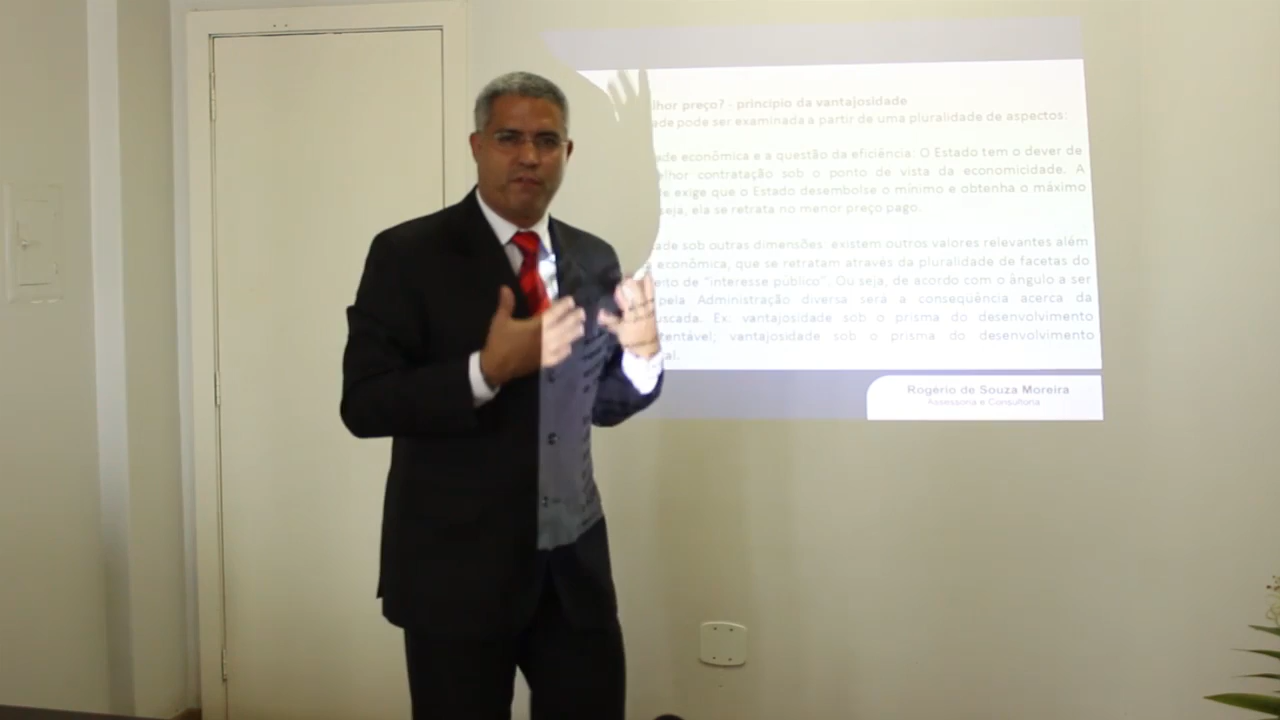 lhor preço? - princípio da vantajosidade
ade pode ser examinada a partir de uma pluralidade de aspectos:
ade econômica e a questão da eficiência: O Estado tem o dever de
elhor contratação sob o ponto de vista da economicidade. A
e exige que o Estado desembolse o mínimo e obtenha o máximo
seja, ela se retrata no menor preço pago.
ade sob outras dimensões existem outros valores relevantes além
a econômica, que se retratam através da pluralidade de facetas do
erto de "interesse público". Ou seja, de acordo com o ângulo a ser
pela Administração diversa será a consequência acerca da
uscada. Ex. vantajosidade sob o prisma do desenvolvimento
tentável; vantajosidade sob o prisma do desenvolvimento
al.
Rogério de Souza Moreira
Assessoria e Consultoria